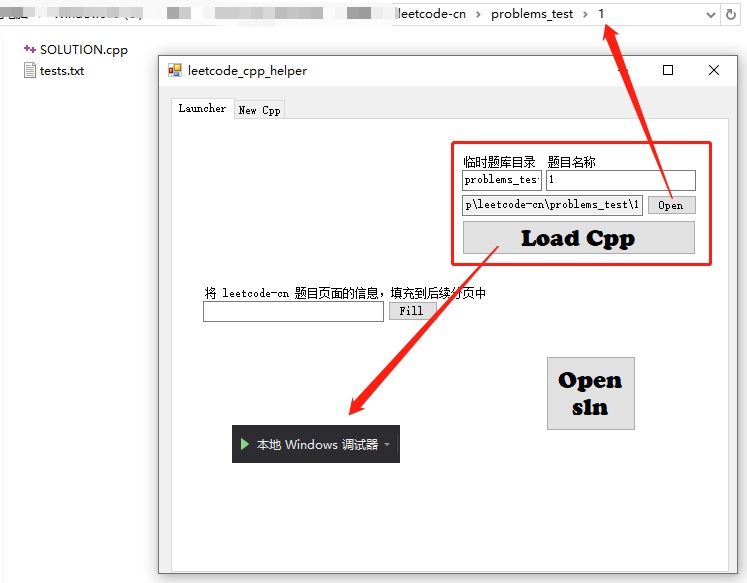 leetcode-cn › problems_test › 1
SOLUTION.cpp
tests.txt
leetcode_cpp_helper
Launcher
New Cpp
临时题库目录 题目名称
problems_tes 1
p\leetcode-cn\problems_test\1 Open
Load Cpp
将 leetcode-cn 题目页面的信息，填充到后续分页中
Fill
Open
sln
本地 Windows 调试器